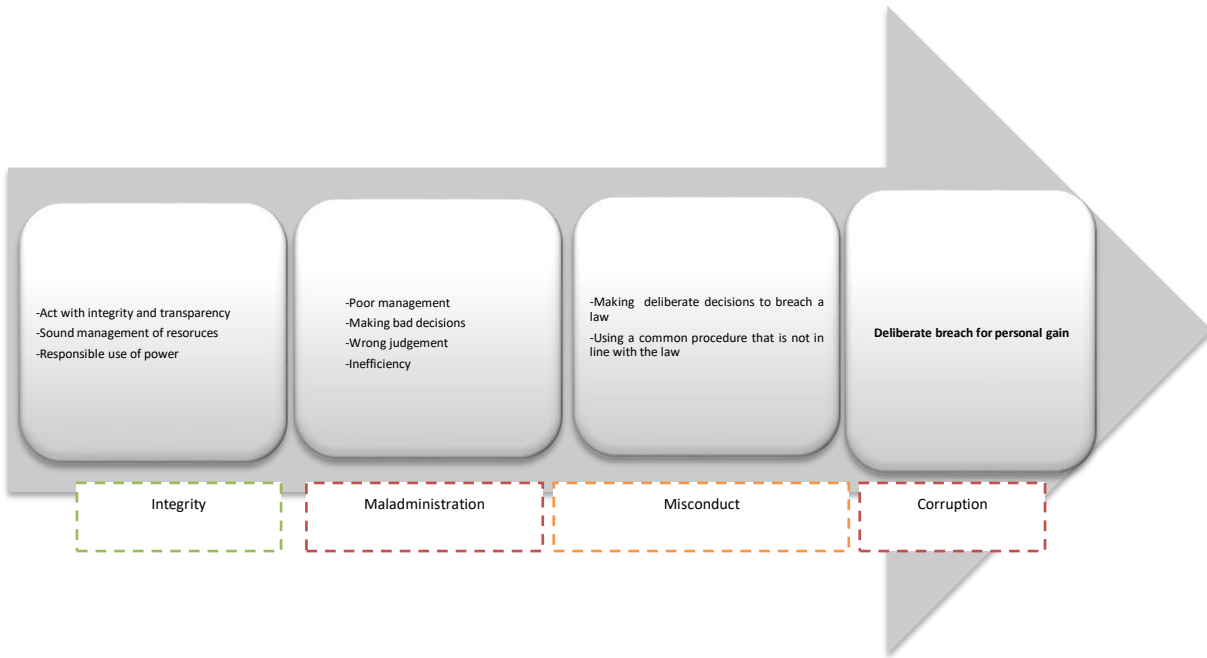 -Act with integrity and transparency
-Sound management of resoruces
-Responsible use of power
-Poor management
-Making bad decisions
-Wrong judgement
-Inefficiency
-Making deliberate decisions to breach a
law
-Using a common procedure that is not in
line with the law
Deliberate breach for personal gain
Integrity
Maladministration
Misconduct
Corruption